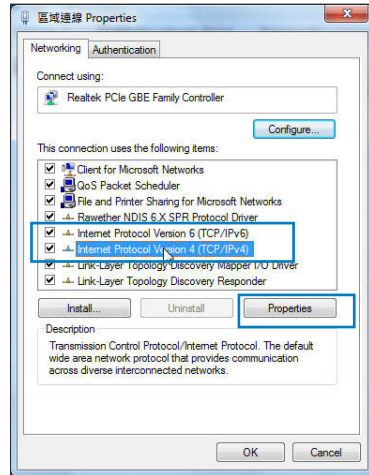 區域連線 Properties
Networking Authentication
Connect using:
Realtek PCIe GBE Family Controller
Configure...
This connection uses the following items:
Client for Microsoft Networks
QoS Packet Scheduler
File and Printer Sharing for Microsoft Networks
Rawether NDIS 6.X SPR Protocol Driver
Internet Protocol Version 6 (TCP/IPv6)
Internet Protocol Version 4 (TCP/IPv4)
Link-Layer Topology Discovery Mapper I/O Driver
Link-Layer Topology Discovery Responder
Install... Uninstall Properties
Description
Transmission Control Protocol/Internet Protocol. The default
wide area network protocol that provides communication
across diverse interconnected networks.
OK Cancel